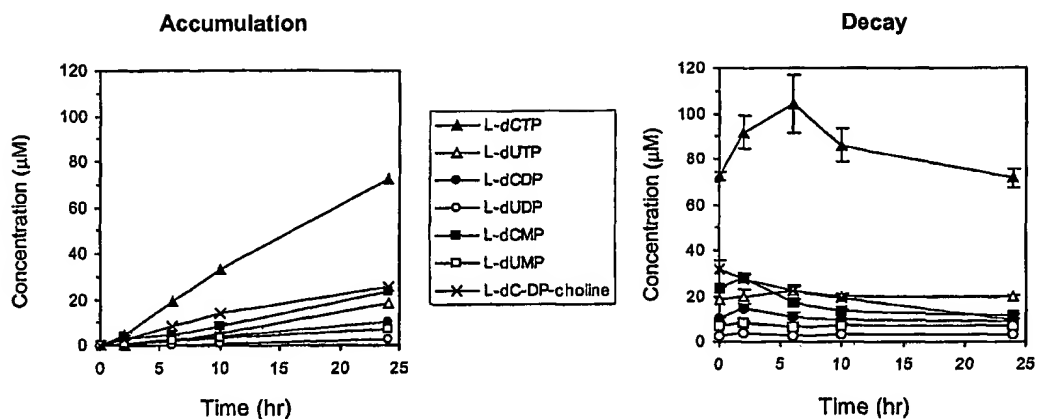 Accumulation
120
100
80
60
40
20
0
Concentration (µM)
0 5 10 15 20 25
Time (hr)
L-dCTP
L-dUTP
L-dCDP
L-dUDP
L-dCMP
L-dUMP
L-dC-DP-choline
Decay
120
100
80
60
40
20
0
Concentration (µM)
0 5 10 15 20 25
Time (hr)